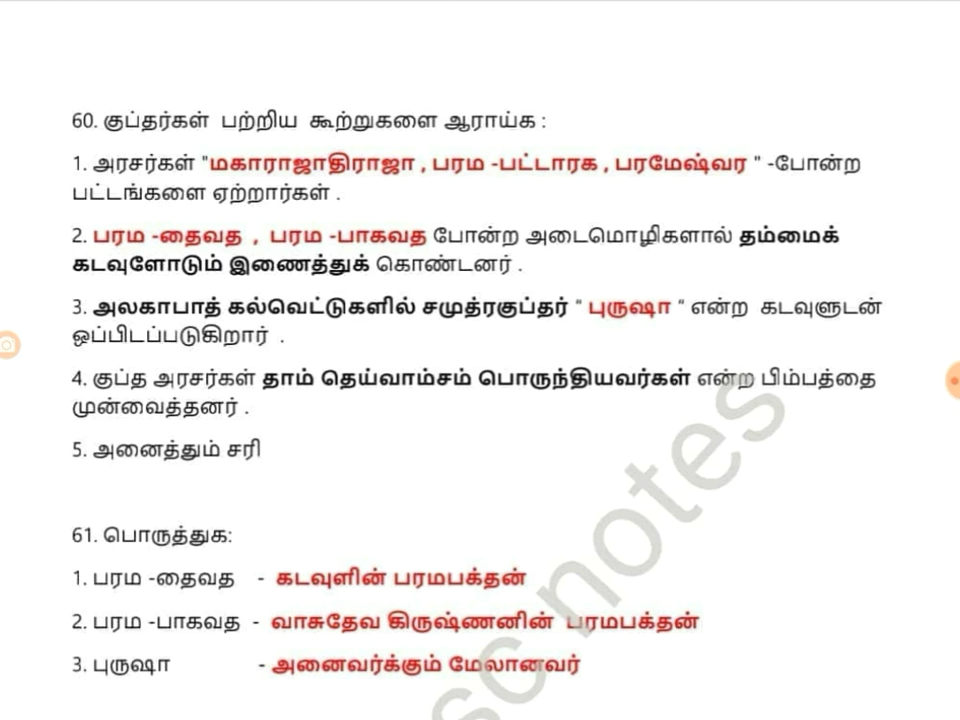 60. குப்தர்கள் பற்றிய கூற்றுகளை ஆராய்க :
1. அரசர்கள் "மகாராஜாதிராஜா , பரம -பட்டாரக , பரமேஷ்வர " -போன்ற
பட்டங்களை ஏற்றார்கள் .
2. பரம -தைவத , பரம -பாகவத போன்ற அடைமொழிகளால் தம்மைக்
கடவுளோடும் இணைத்துக் கொண்டனர் .
3. அலகாபாத் கல்வெட்டுகளில் சமுத்ரகுப்தர் " புருஷா " என்ற கடவுளுடன்
ஒப்பிடப்படுகிறார் .
4. குப்த அரசர்கள் தாம் தெய்வாம்சம் பொருந்தியவர்கள் என்ற பிம்பத்தை
முன்வைத்தனர் .
5. அனைத்தும் சரி
61. பொருத்துக:
1. பரம -தைவத - கடவுளின் பரமபக்தன்
2. பரம -பாகவத - வாசுதேவ கிருஷ்ணனின் பரமபக்தன்
3. புருஷா - அனைவர்க்கும் மேலானவர்
sc notes